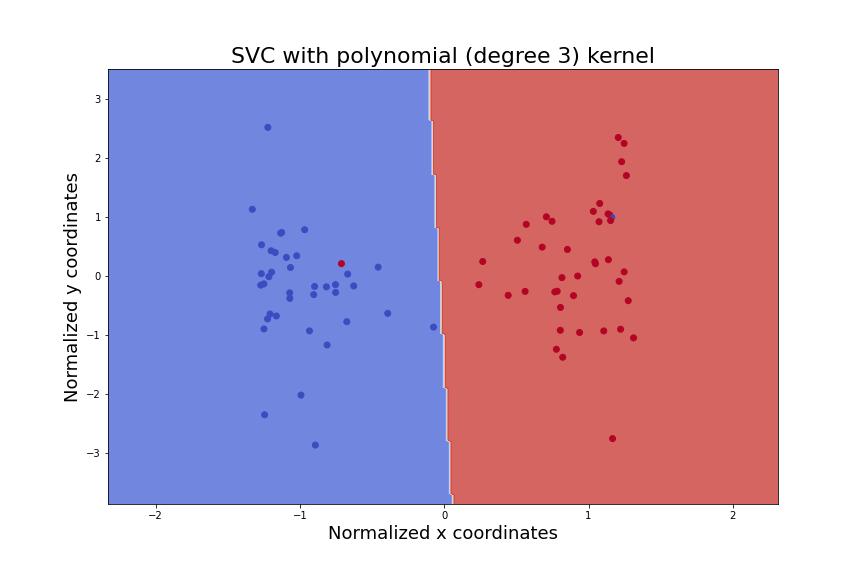 SVC with polynomial (degree 3) kernel
Normalized y coordinates
3
2
1
0
−1
−2
−3
−2 −1 0 1 2
Normalized x coordinates